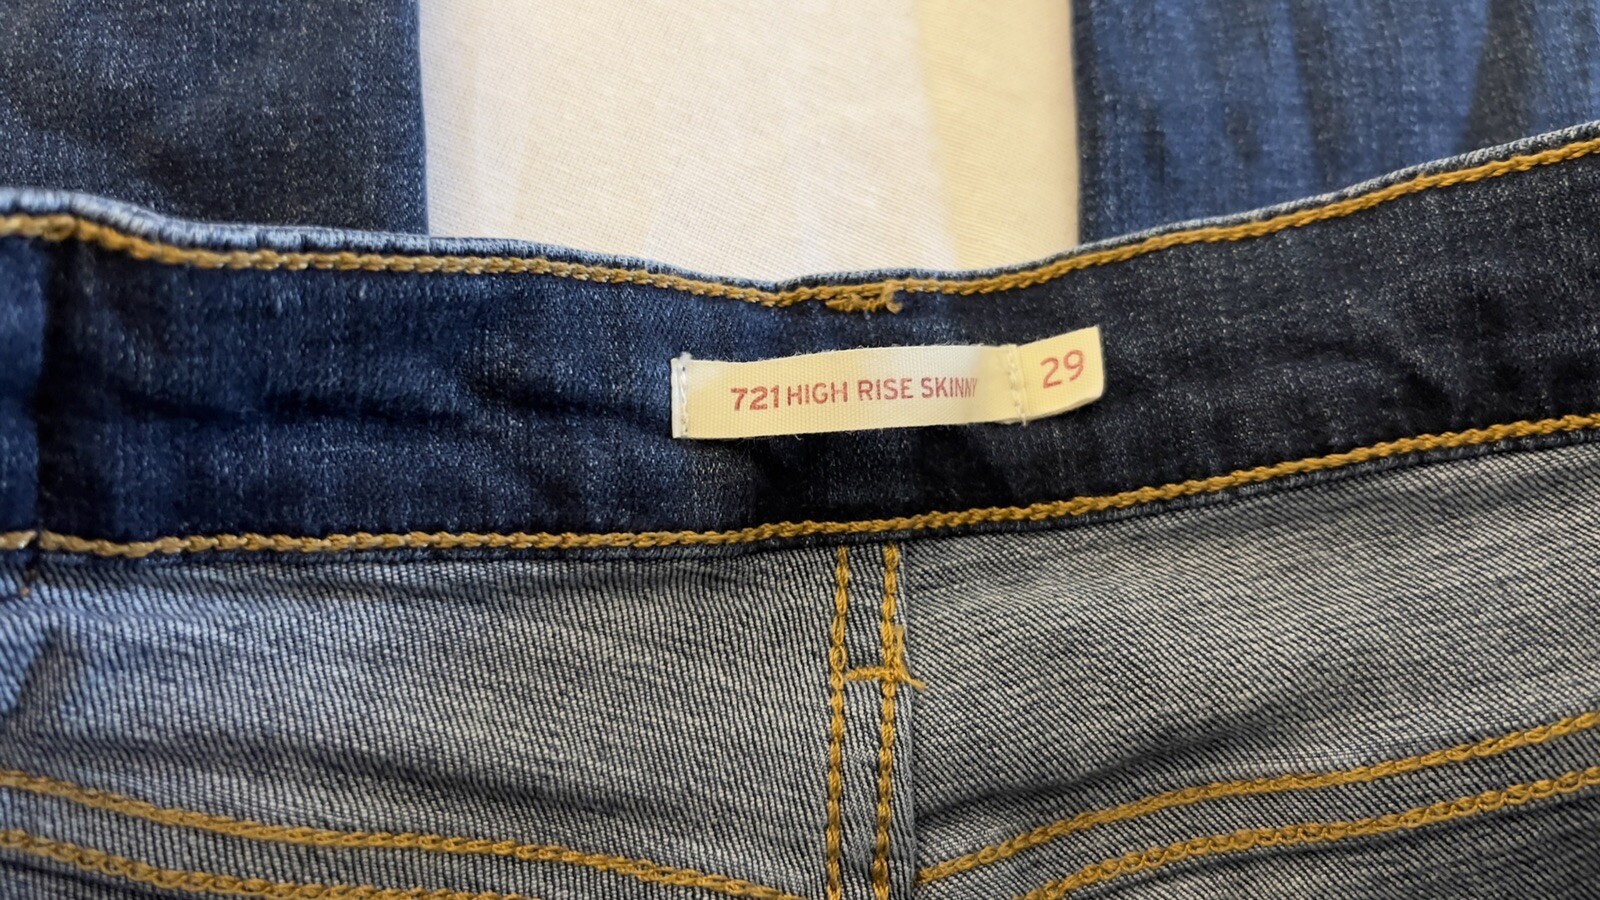 721 HIGH RISE SKINNY 29